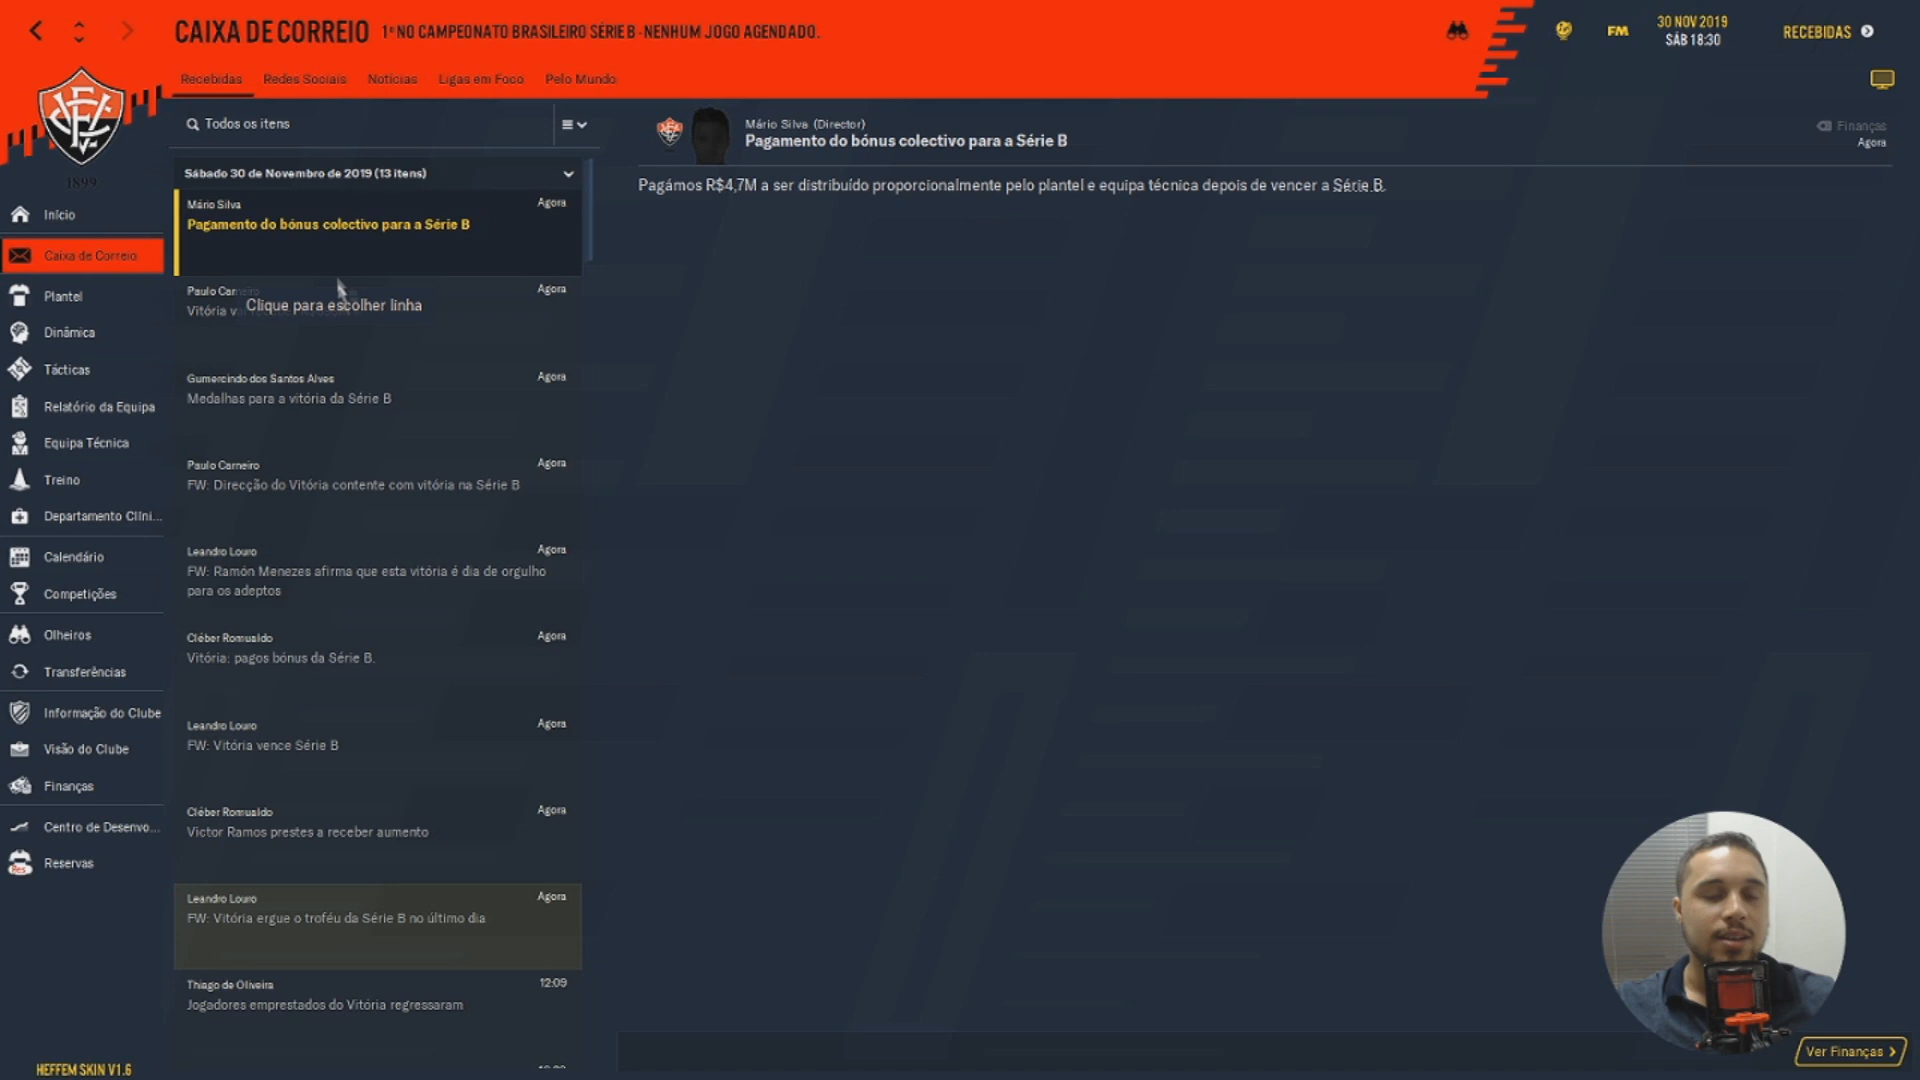 CAIXA DE CORREIO
1º NO CAMPEONATO BRASILEIRO SÉRIE B - NENHUM JOGO AGENDADO.
FM
30 NOV 2019
SÁB 18:30
RECEBIDAS
Recebidas
Redes Sociais
Notícias
Ligas em Foco
Pelo Mundo
1899
Início
Caixa de Correio
Plantel
Dinâmica
Tácticas
Relatório da Equipa
Equipa Técnica
Treino
Departamento Clíni...
Calendário
Competições
Olheiros
Transferências
Informação do Clube
Visão do Clube
Finanças
Centro de Desenvo...
Reservas
HEFFEM SKIN V1.6
Todos os itens
Sábado 30 de Novembro de 2019 (13 itens)
Mário Silva
Agora
Pagamento do bónus colectivo para a Série B
Paulo Car
Agora
Vitória v
Clique para escolher linha
Gumercindo dos Santos Alves
Agora
Medalhas para a vitória da Série B
Paulo Carneiro
Agora
FW: Direcção do Vitória contente com vitória na Série B
Leandro Louro
Agora
FW: Ramón Menezes afirma que esta vitória é dia de orgulho
para os adeptos
Cléber Romualdo
Agora
Vitória: pagos bónus da Série B.
Leandro Louro
Agora
FW: Vitória vence Série B
Cléber Romualdo
Agora
Victor Ramos prestes a receber aumento
Leandro Louro
Agora
FW: Vitória ergue o troféu da Série B no último dia
Thiago de Oliveira
12:09
Jogadores emprestados do Vitória regressaram
Mário Silva (Director)
Pagamento do bónus colectivo para a Série B
Finanças
Agora
Pagámos R$4,7M a ser distribuído proporcionalmente pelo plantel e equipa técnica depois de vencer a Série B.
Ver Finanças